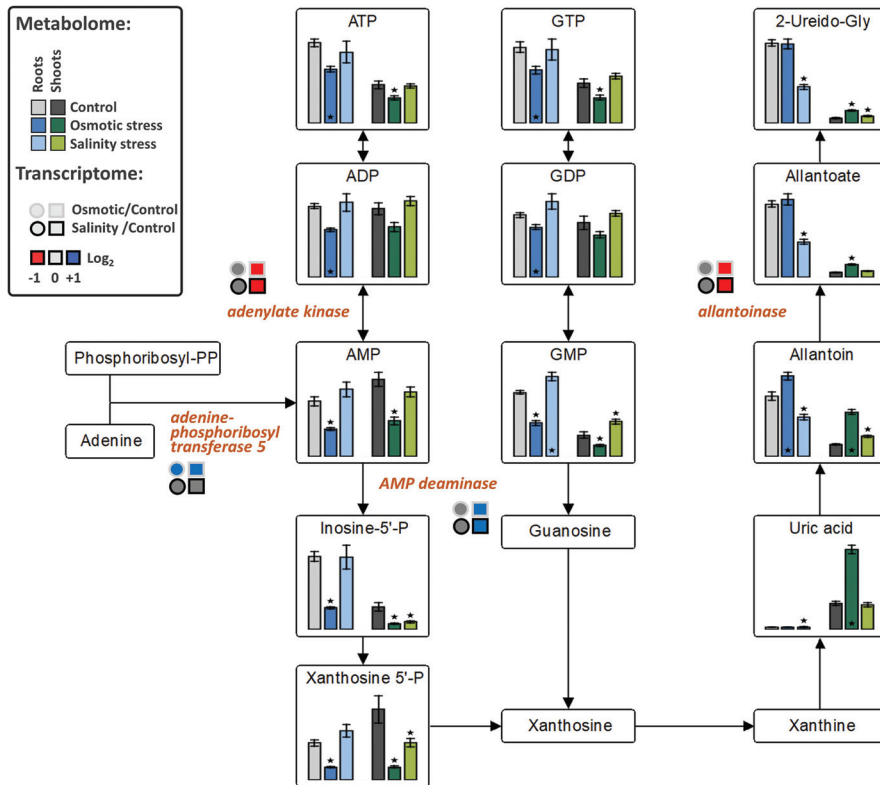 Metabolome:
Roots
Shoots
Control
Osmotic stress
Salinity stress
Transcriptome:
Osmotic/Control
Salinity /Control
Log2
-1 0 +1
ATP
GTP
2-Ureido-Gly
ADP
GDP
Allantoate
adenylate kinase
allantoinase
Phosphoribosyl-PP
AMP
GMP
Allantoin
Adenine
adenine-
phosphoribosyl
transferase 5
AMP deaminase
Inosine-5'-P
Guanosine
Uric acid
Xanthosine 5'-P
Xanthosine
Xanthine